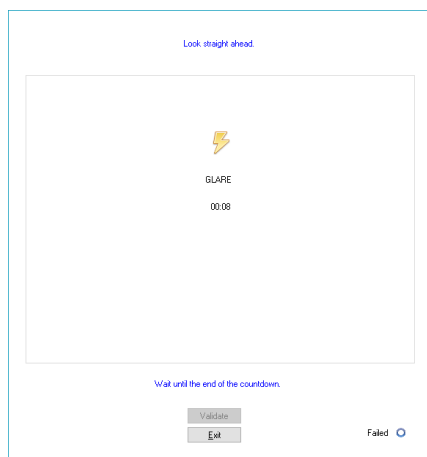 Look straight ahead.
GLARE
00:08
Wait until the end of the countdown.
Validate
Exit
Failed